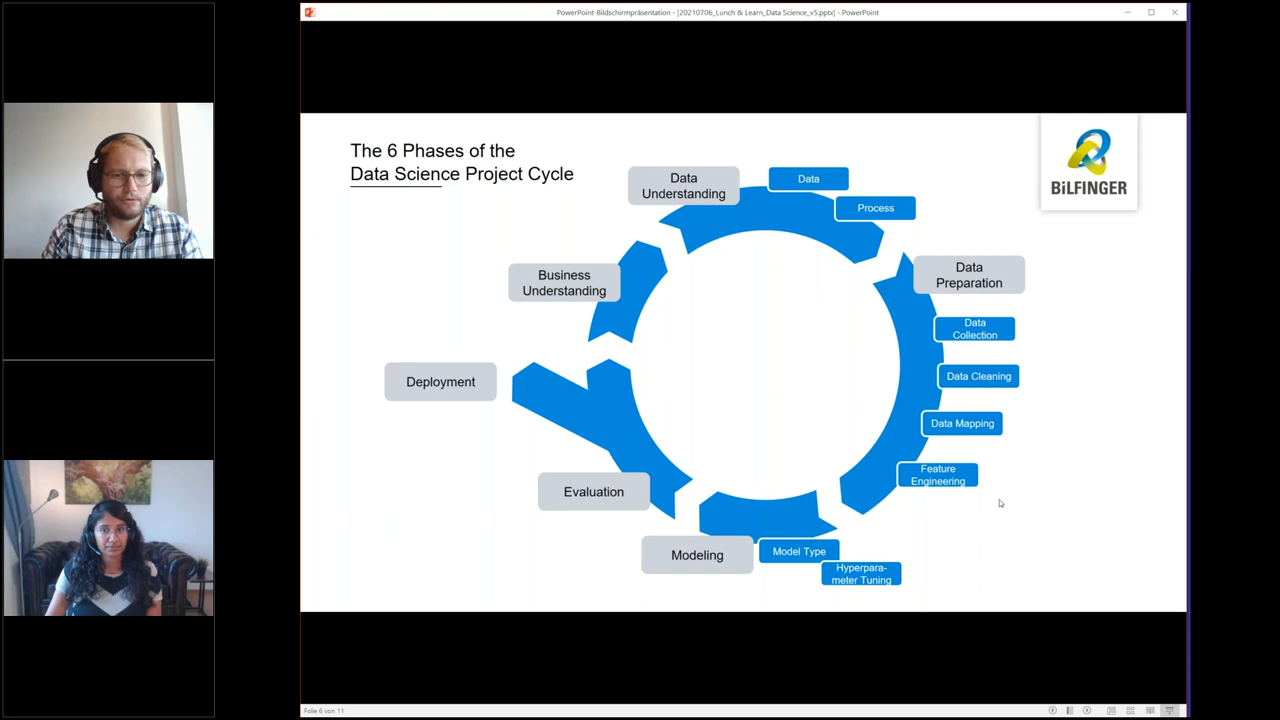 PowerPoint-Bildschirmpräsentation - [20210706_Lunch & Learn_Data Science_v5.pptx] - PowerPoint
The 6 Phases of the
Data Science Project Cycle
BiLFINGER
Data
Understanding
Data
Process
Business
Understanding
Data
Preparation
Data
Collection
Data Cleaning
Data Mapping
Feature
Engineering
Deployment
Evaluation
Modeling
Model Type
Hyperpara-
meter Tuning
Folie 6 von 11